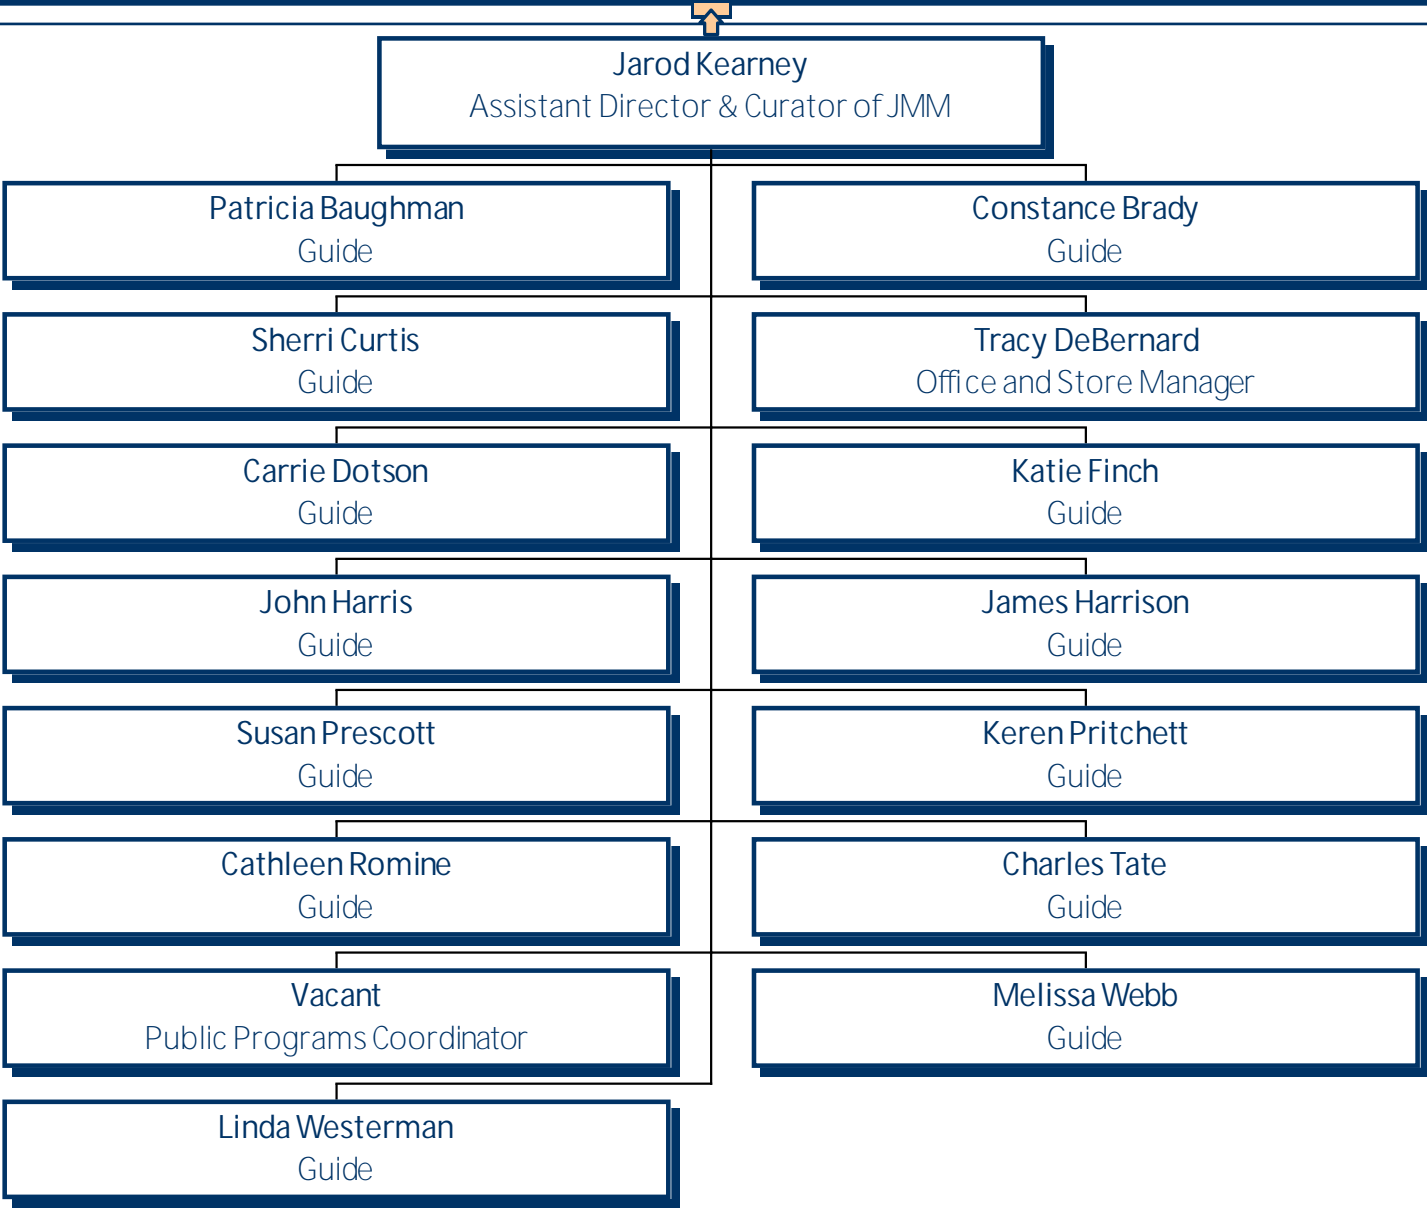 Jarod Kearney
Assistant Director & Curator of JMM
Patricia Baughman
Guide
Constance Brady
Guide
Sherri Curtis
Guide
Tracy DeBernard
Office and Store Manager
Carrie Dotson
Guide
Katie Finch
Guide
John Harris
Guide
James Harrison
Guide
Susan Prescott
Guide
Keren Pritchett
Guide
Cathleen Romine
Guide
Charles Tate
Guide
Vacant
Public Programs Coordinator
Melissa Webb
Guide
Linda Westerman
Guide